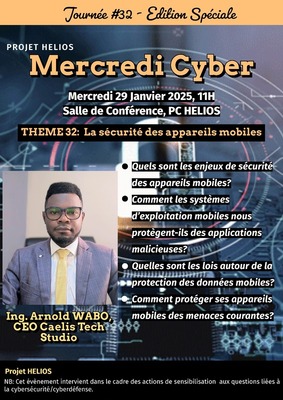 Journée #32 - Edition Spéciale
PROJET HELIOS
Mercredi Cyber
Mercredi 29 Janvier 2025, 11H
Salle de Conférence, PC HELIOS
THEME 32: La sécurité des appareils mobiles
Quels sont les enjeux de sécurité
des appareils mobiles?
Comment les systèmes
d'exploitation mobiles nous
protègent-ils des applications
malicieuses?
Quelles sont les lois autour de la
protection des données mobiles?
Comment protéger ses appareils
mobiles des menaces courantes?
Ing. Arnold WABO,
CEO Caelis Tech
Studio
Projet HELIOS
NB: Cet événement intervient dans le cadre des actions de sensibilisation aux questions liées à
la cybersécurité/cyberdéfense.